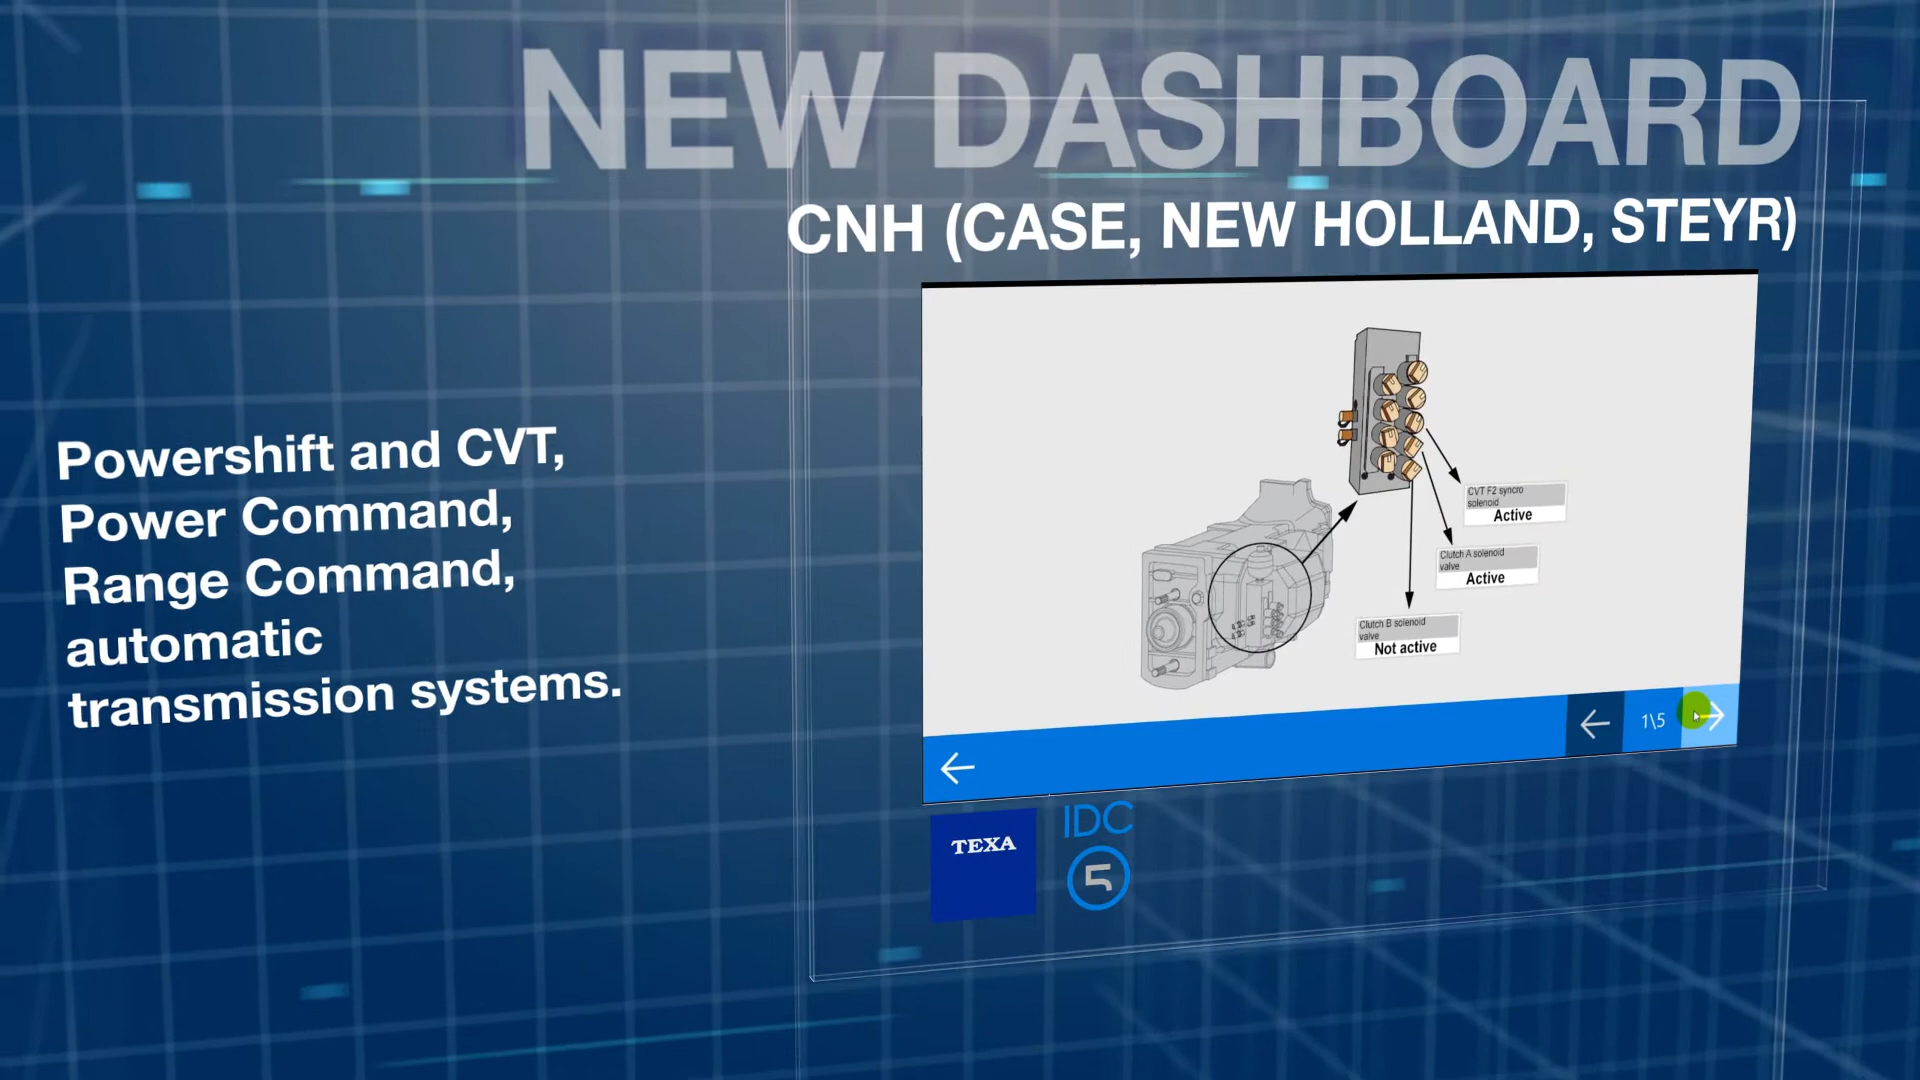 NEW DASHBOARD
CNH (CASE, NEW HOLLAND, STEYR)
Powershift and CVT,
Power Command,
Range Command,
automatic
transmission systems.
CVT F2 syncro
solenoid
Active
Clutch A solenoid
valve
Active
Clutch B solenoid
valve
Not active
1\5
TEXA
IDC
5